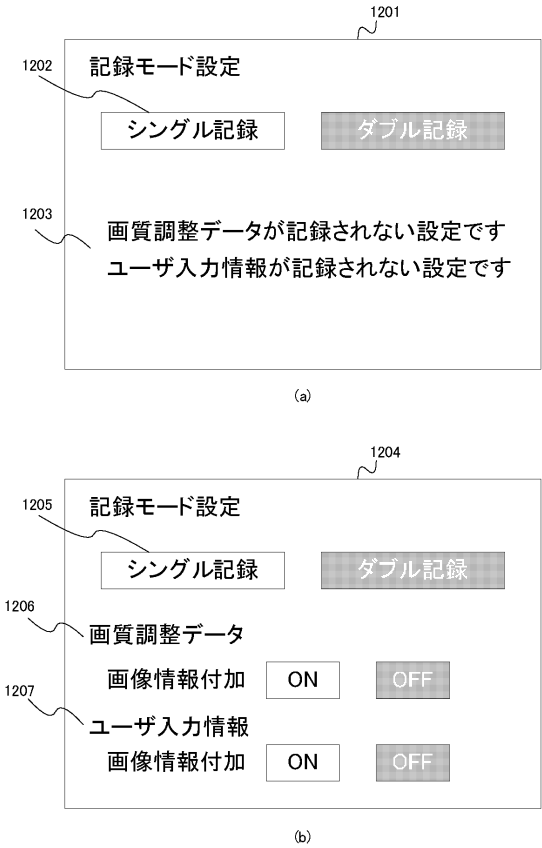 1201
1202
記録モード設定
シングル記録 ダブル記録
1203
画質調整データが記録されない設定です
ユーザ入力情報が記録されない設定です
(a)
1204
1205
記録モード設定
シングル記録 ダブル記録
1206
画質調整データ
画像情報付加 ON OFF
1207
ユーザ入力情報
画像情報付加 ON OFF
(b)